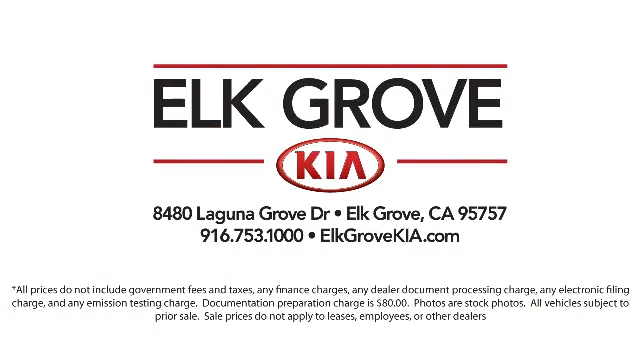 ELK GROVE
KIA
8480 Laguna Grove Dr • Elk Grove, CA 95757
916.753.1000 • ElkGroveKIA.com
*All prices do not include government fees and taxes, any finance charges, any dealer document processing charge, any electronic filing
charge, and any emission testing charge. Documentation preparation charge is $80.00. Photos are stock photos. All vehicles subject to
prior sale. Sale prices do not apply to leases, employees, or other dealers